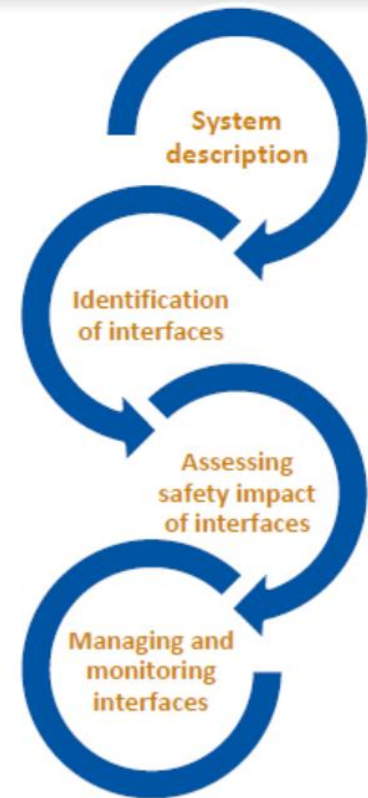 System
description
Identification
of interfaces
Assessing
safety impact
of interfaces
Managing and
monitoring
interfaces